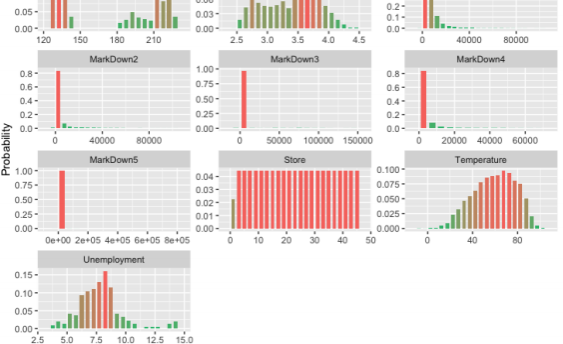 0.05
0.00
120 150 180 210
0.06
0.03
0.00
2.5 3.0 3.5 4.0 4.5
0.2
0.1
0.0
0 40000 80000
Probability
MarkDown2
0.8
0.6
0.4
0.2
0.0
0 40000 80000
MarkDown3
1.00
0.75
0.50
0.25
0.00
0 50000 100000 150000
MarkDown4
0.8
0.6
0.4
0.2
0.0
0 20000 40000 60000
MarkDown5
1.00
0.75
0.50
0.25
0.00
0e+00 2e+05 4e+05 6e+05 8e+05
Store
0.04
0.03
0.02
0.01
0.00
0 10 20 30 40 50
Temperature
0.100
0.075
0.050
0.025
0.000
0 40 80
Unemployment
0.15
0.10
0.05
0.00
2.5 5.0 7.5 10.0 12.5 15.0